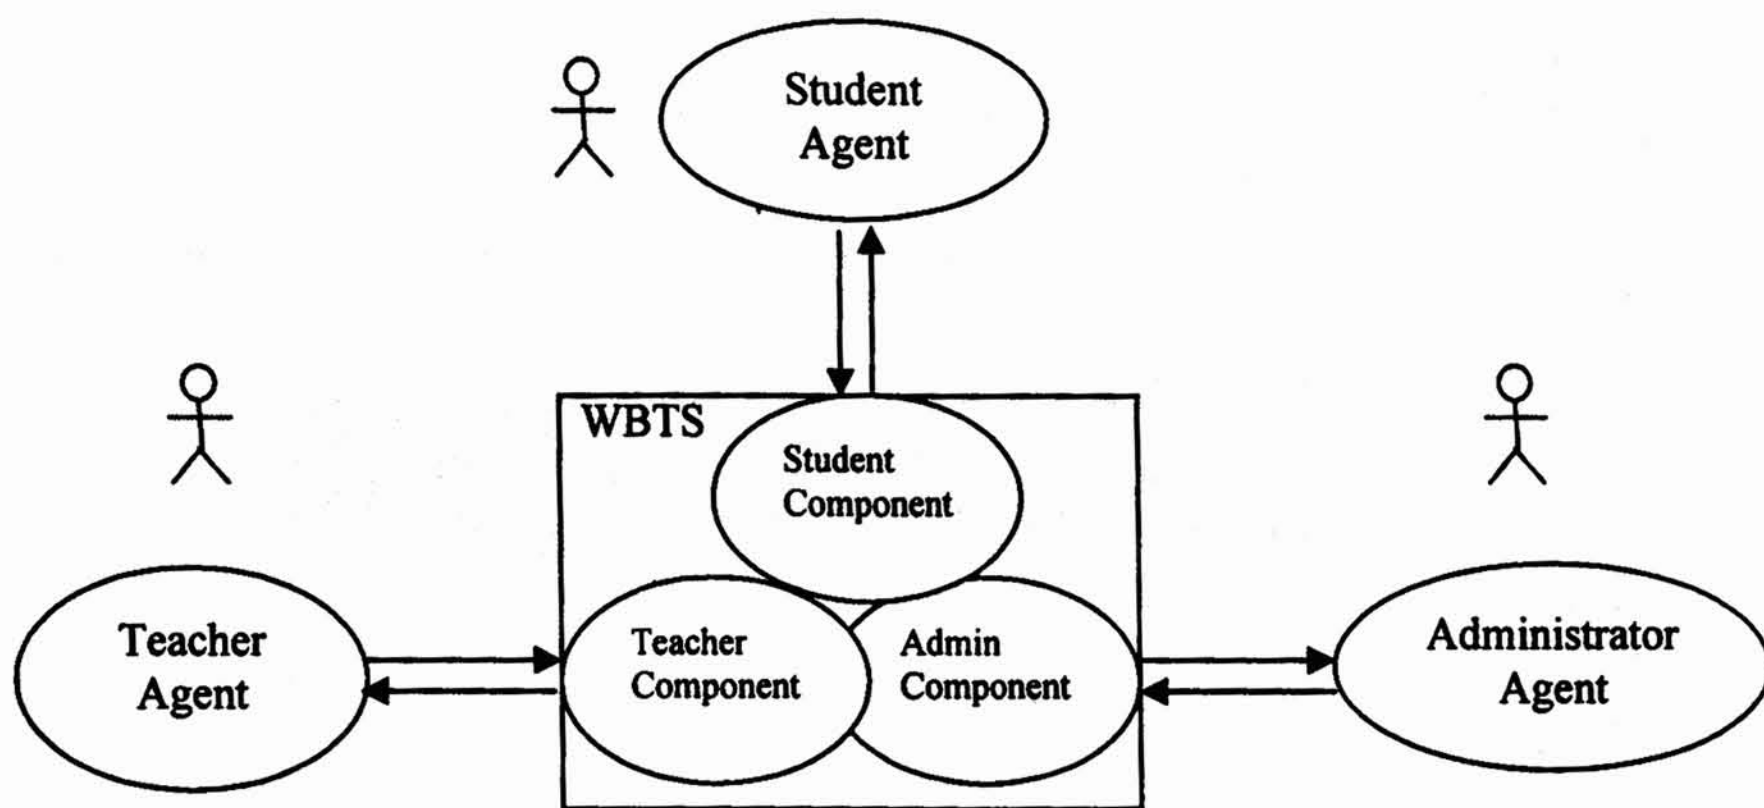 Student
Agent
WBTS
Student
Component
Teacher
Agent
Teacher
Component
Admin
Component
Administrator
Agent